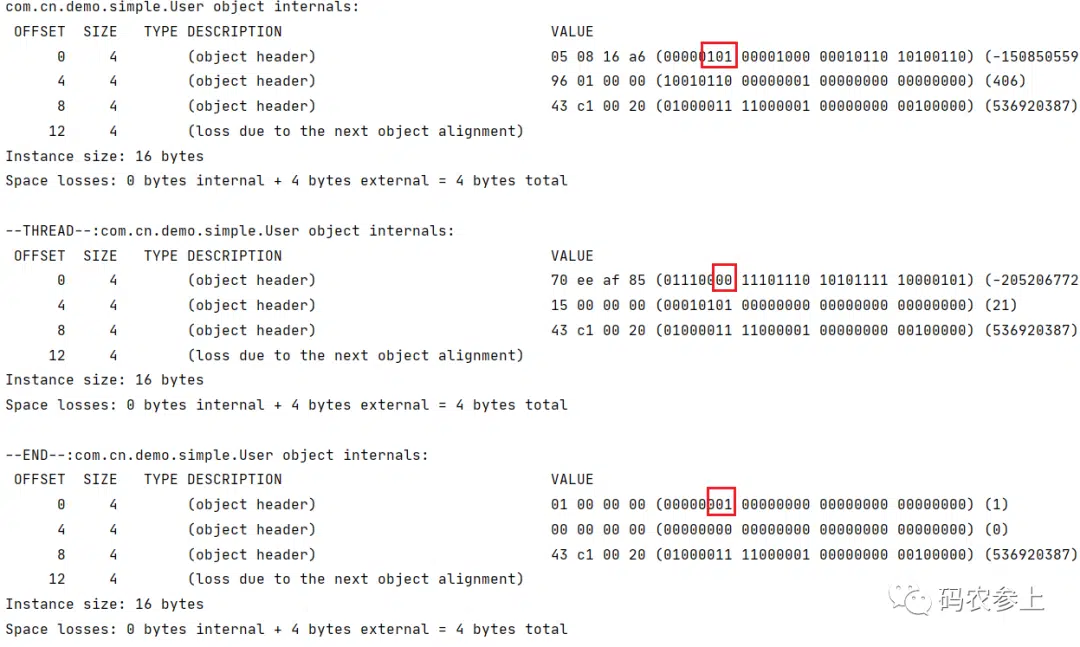 com.cn.demo.simple.User object internals:
OFFSET  SIZE   TYPE DESCRIPTION                               VALUE
     0     4        (object header)                           05 08 16 a6 (00000101 00001000 00010110 10100110) (-150850559
     4     4        (object header)                           96 01 00 00 (10010110 00000001 00000000 00000000) (406)
     8     4        (object header)                           43 c1 00 20 (01000011 11000001 00000000 00100000) (536920387)
    12     4        (loss due to the next object alignment)
Instance size: 16 bytes
Space losses: 0 bytes internal + 4 bytes external = 4 bytes total
--THREAD--:com.cn.demo.simple.User object internals:
OFFSET  SIZE   TYPE DESCRIPTION                               VALUE
     0     4        (object header)                           70 ee af 85 (01110000 11101110 10101111 10000101) (-205206772
     4     4        (object header)                           15 00 00 00 (00010101 00000000 00000000 00000000) (21)
     8     4        (object header)                           43 c1 00 20 (01000011 11000001 00000000 00100000) (536920387)
    12     4        (loss due to the next object alignment)
Instance size: 16 bytes
Space losses: 0 bytes internal + 4 bytes external = 4 bytes total
--END--:com.cn.demo.simple.User object internals:
OFFSET  SIZE   TYPE DESCRIPTION                               VALUE
     0     4        (object header)                           01 00 00 00 (00000001 00000000 00000000 00000000) (1)
     4     4        (object header)                           00 00 00 00 (00000000 00000000 00000000 00000000) (0)
     8     4        (object header)                           43 c1 00 20 (01000011 11000001 00000000 00100000) (536920387)
    12     4        (loss due to the next object alignment)
码农参上
Instance size: 16 bytes
Space losses: 0 bytes internal + 4 bytes external = 4 bytes total